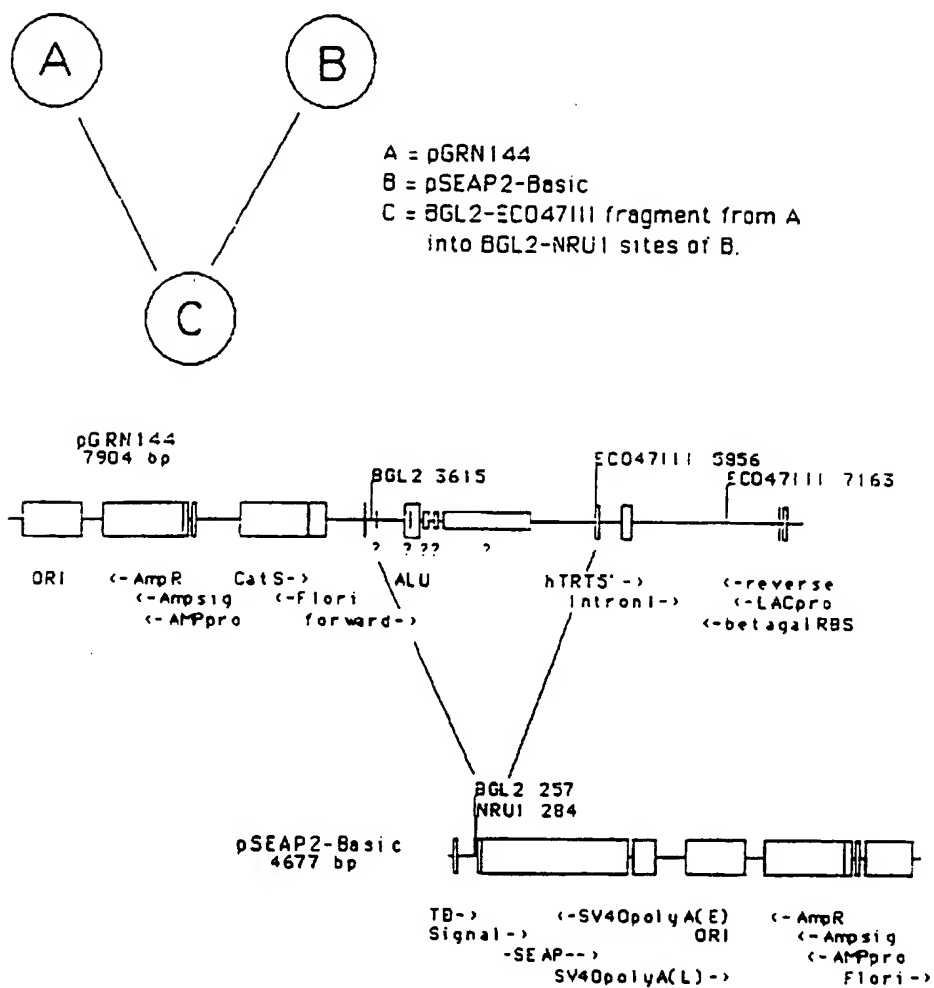 A
B
C
A = pGRN144
B = pSEAP2-Basic
C = BGL2-ECO47III fragment from A
into BGL2-NRU1 sites of B.
pGRN144
7904 bp
BGL2 3615
ECO47III 5956
ECO47III 7163
? ? ?? ?
ORI <-AmpR CatS-> ALU hTRT5'-> <-reverse
<-Ampsig <-Flori IntronI-> <-LACpro
<-AMPpro forward-> <-betagalRBS
BGL2 257
NRU1 284
pSEAP2-Basic
4677 bp
TB-> <-SV40polyA(E) <-AmpR
Signal-> ORI <-Ampsig
-SEAP--> <-AMPpro
SV40polyA(L)-> Flori->